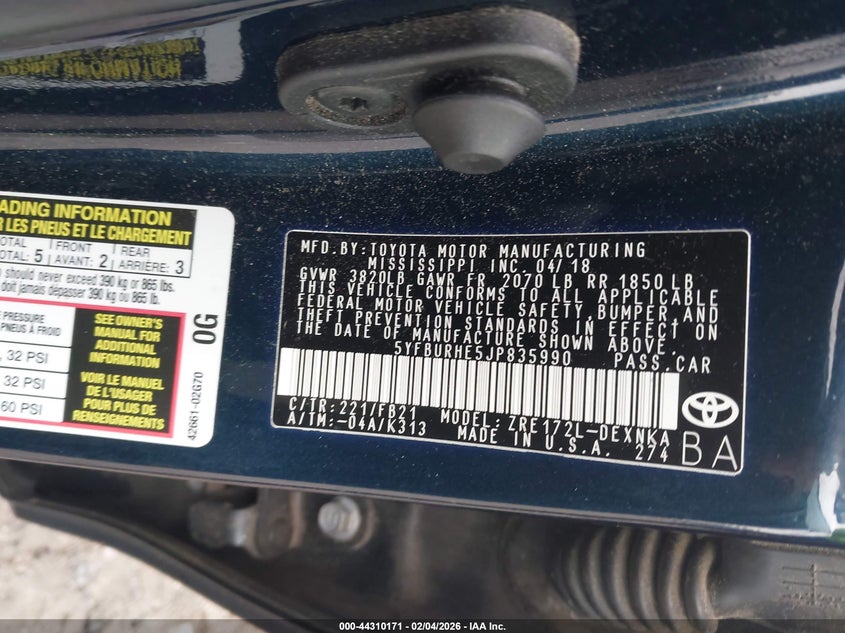 ADING INFORMATION
R LES PNEUS ET LE CHARGEMENT
TOTAL FRONT REAR
TOTAL: 5 AVANT: 2 ARRIÈRE: 3
should never exceed 390 kg or 865 lbs.
doit jamais dépasser 390 kg ou 865 lb.
PRESSURE
PNEUS À FROID
, 32 PSI
32 PSI
60 PSI
SEE OWNER'S
MANUAL FOR
ADDITIONAL
INFORMATION
VOIR LE MANUEL
DE L'USAGER
POUR PLUS DE
RENSEIGNEMENTS
0G
42661-02G70
MFD.BY:TOYOTA MOTOR MANUFACTURING
MISSISSIPPI INC. 04/18
GVWR 3820LB GAWR FR 2070LB RR 1850LB
THIS VEHICLE CONFORMS TO ALL APPLICABLE
FEDERAL MOTOR VEHICLE SAFETY,BUMPER,AND
THEFT PREVENTION STANDARDS IN EFFECT ON
THE DATE OF MANUFACTURE SHOWN ABOVE.
5YFBURHE5JP835990 PASS.CAR
C/TR:221/FB21 MODEL:ZRE172L-DEXNKA
A/TM:-04A/K313 MADE IN U.S.A. 274
BA
000-44310171 - 02/04/2026 - IAA Inc.